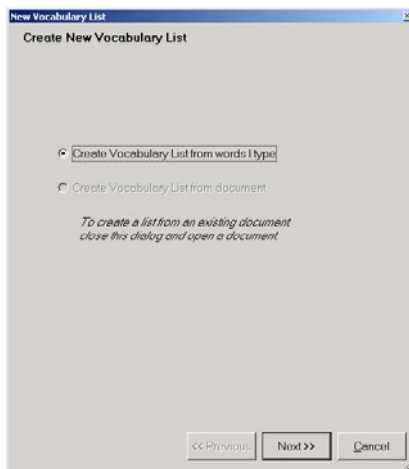 New Vocabulary List
Create New Vocabulary List
Create Vocabulary List from words I type
Create Vocabulary List from document
To create a list from an existing document
close this dialog and open a document
<< Previous Next >> Cancel